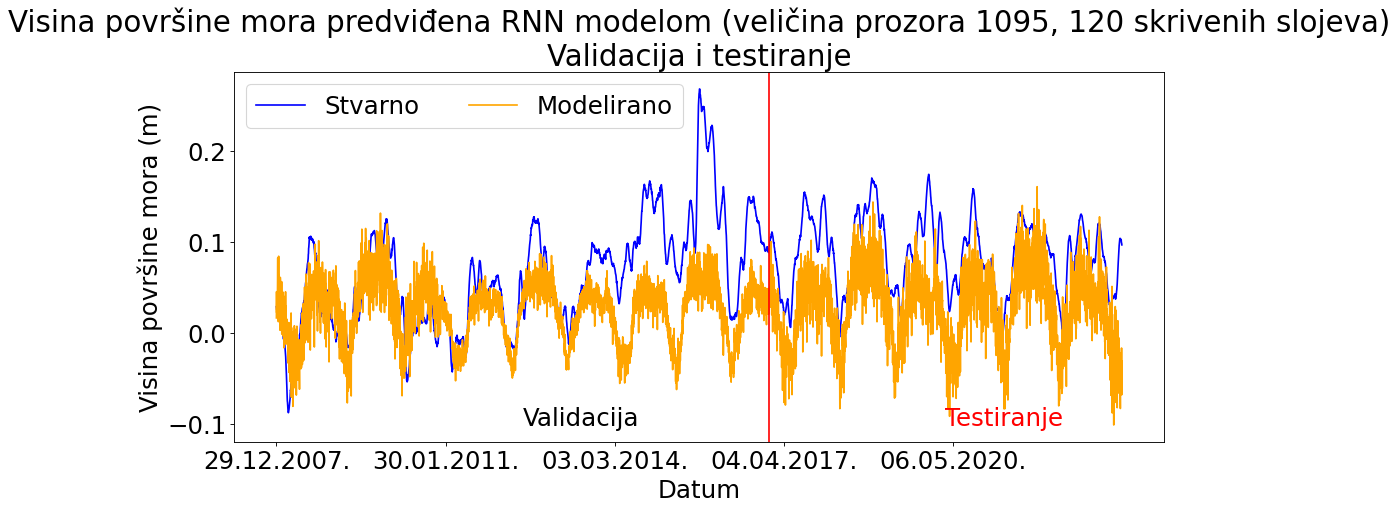 Visina površine mora predviđena RNN modelom (veličina prozora 1095, 120 skrivenih slojeva)
Validacija i testiranje
Stvarno
Modelirano
Visina površine mora (m)
0.2
0.1
0.0
−0.1
Validacija
Testiranje
29.12.2007.
30.01.2011.
03.03.2014.
04.04.2017.
06.05.2020.
Datum